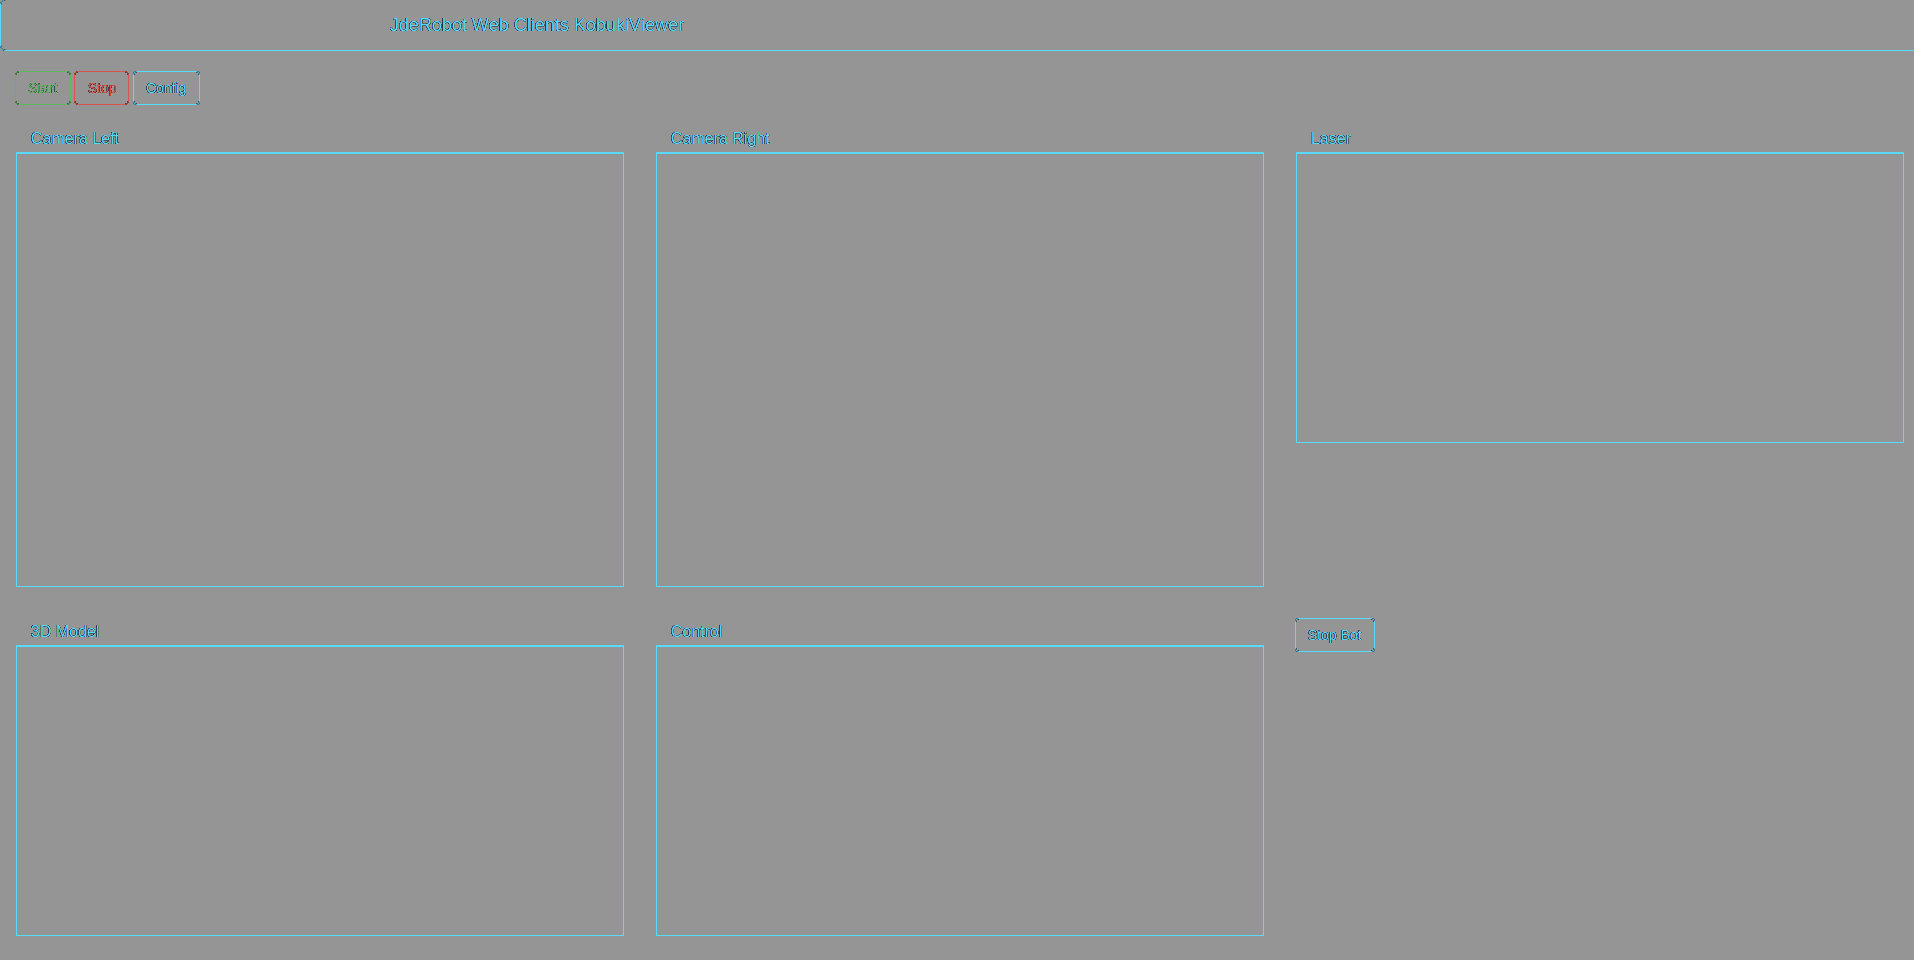 JdeRobot Web Clients KobukiViewer
Start Stop Config
Camera Left Camera Right Laser
3D Model Control Stop Bot